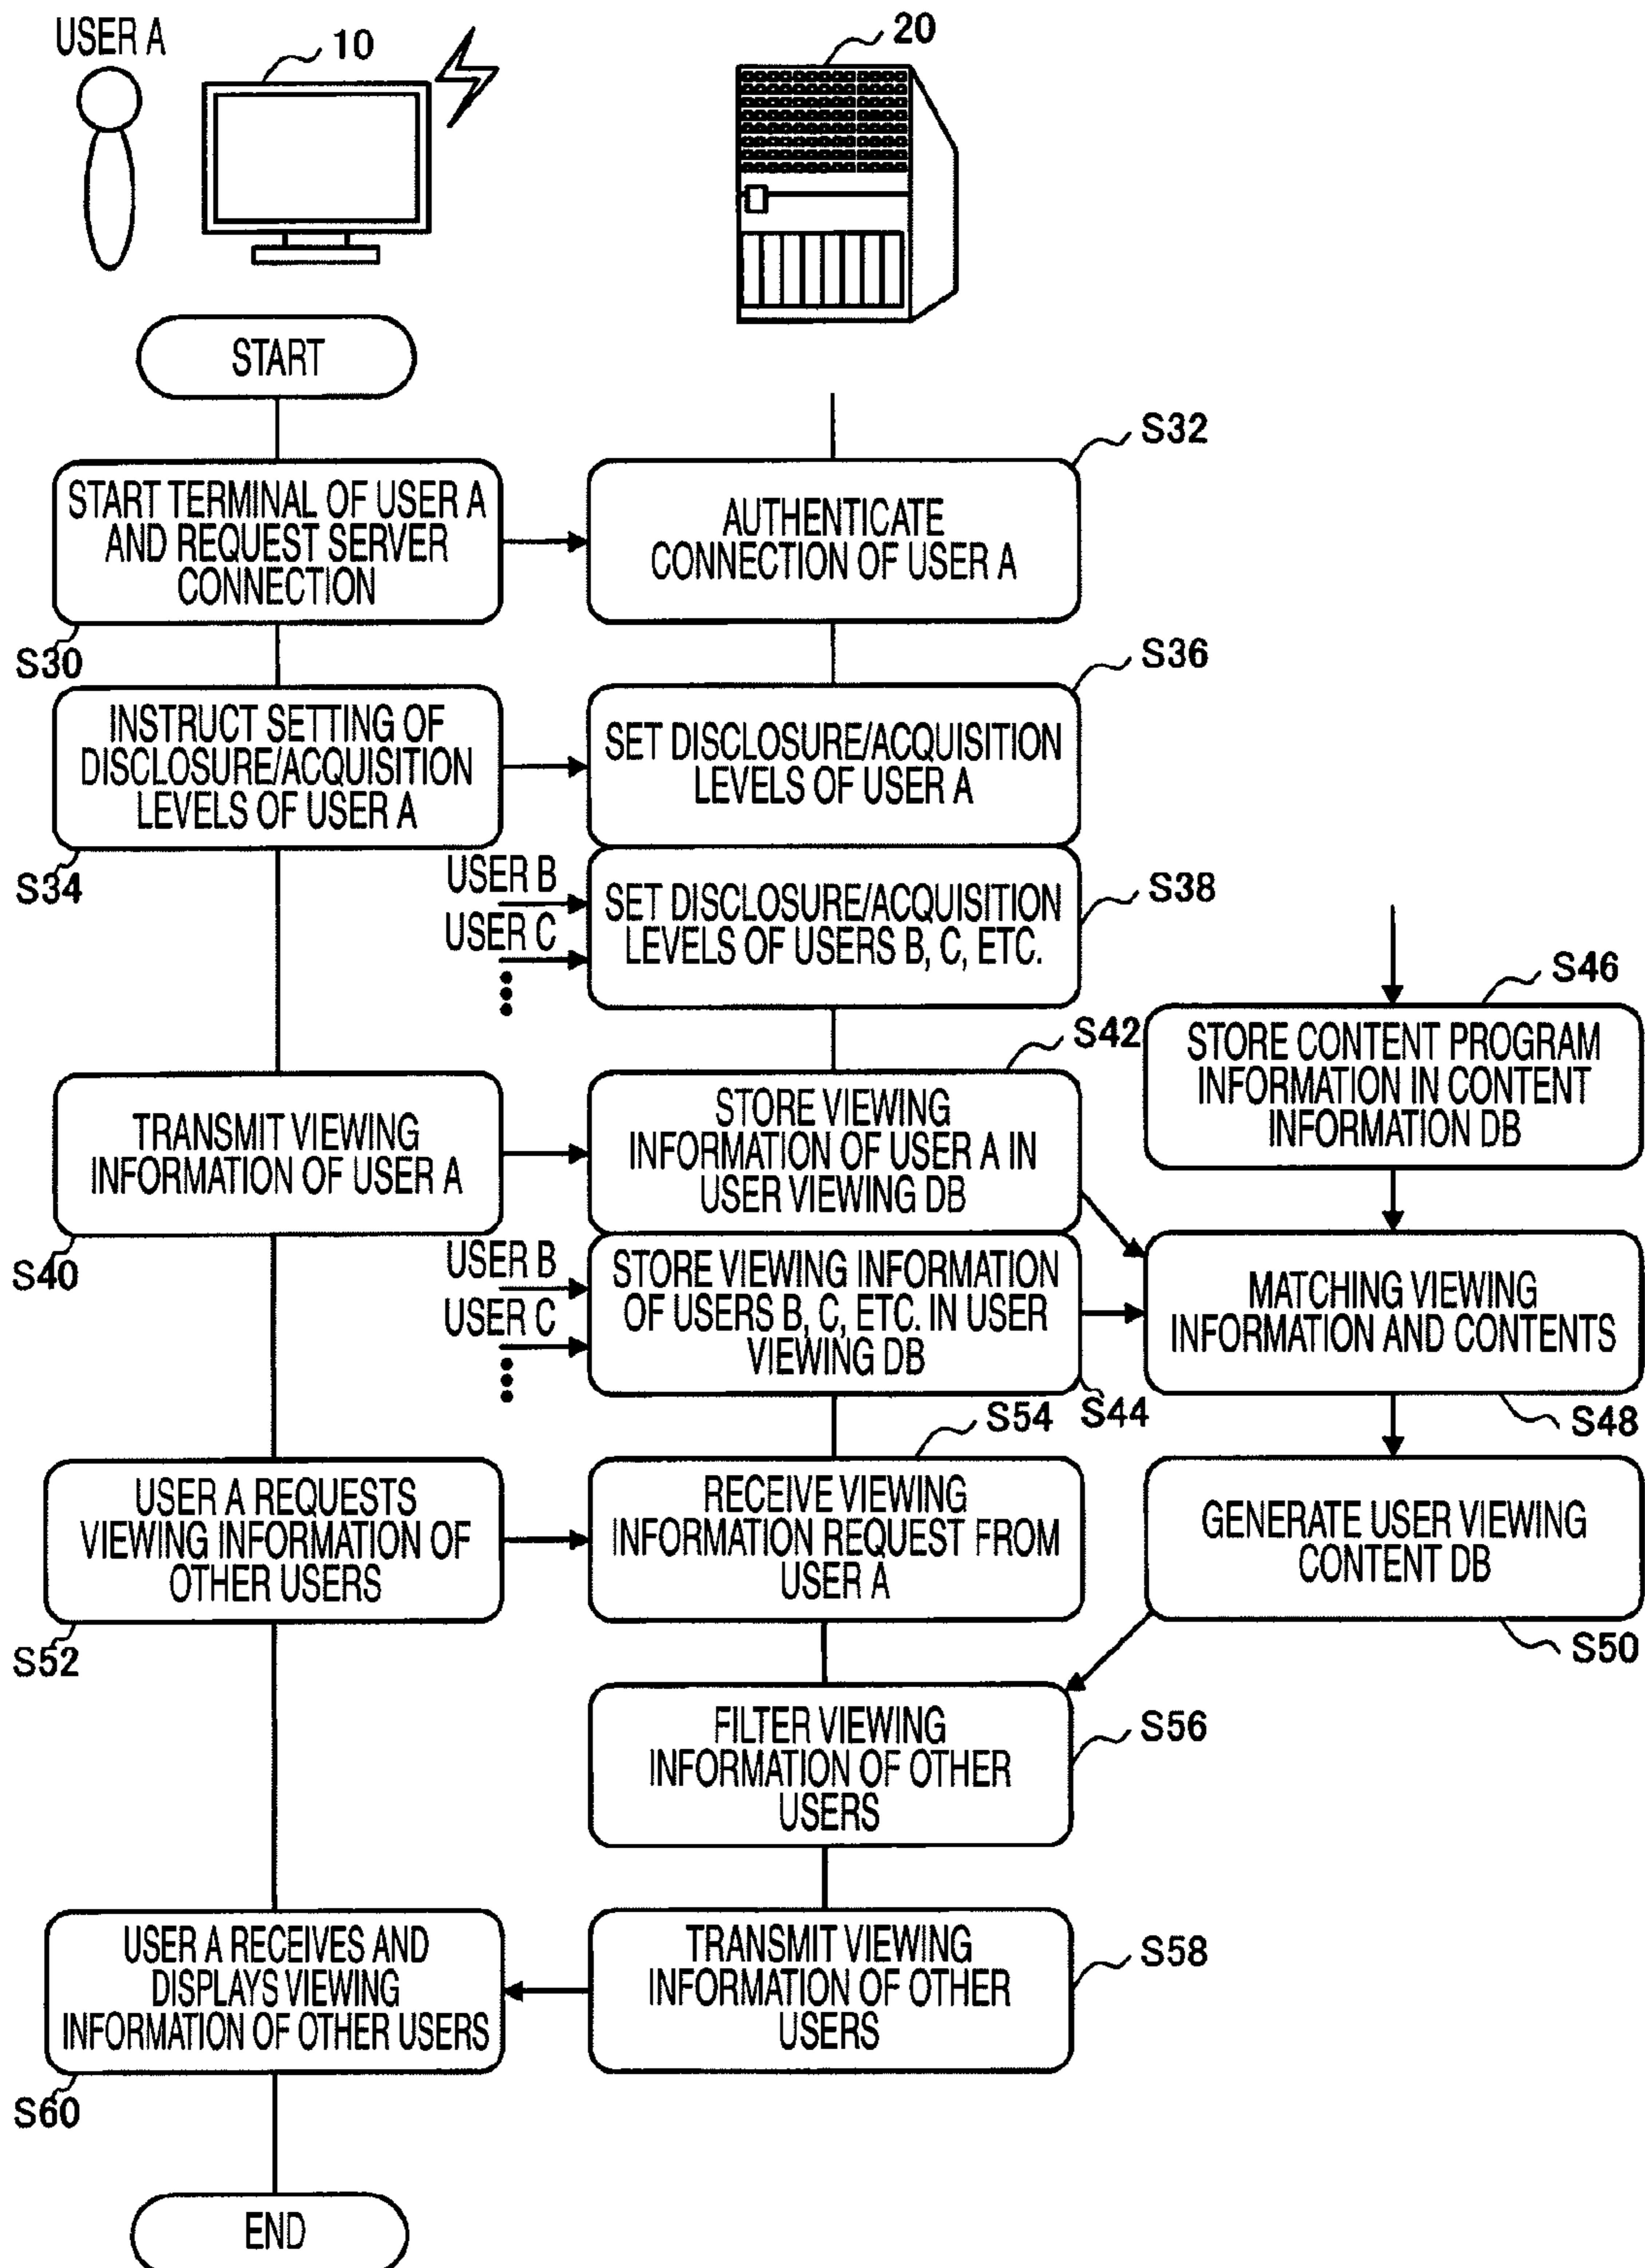 USER A
10
20
START
S32
START TERMINAL OF USER A
AND REQUEST SERVER
CONNECTION
AUTHENTICATE
CONNECTION OF USER A
S30
S36
INSTRUCT SETTING OF
DISCLOSURE/ACQUISITION
LEVELS OF USER A
SET DISCLOSURE/ACQUISITION
LEVELS OF USER A
S34
USER B
USER C
SET DISCLOSURE/ACQUISITION
LEVELS OF USERS B, C, ETC.
S38
S46
STORE CONTENT PROGRAM
INFORMATION IN CONTENT
INFORMATION DB
S42
TRANSMIT VIEWING
INFORMATION OF USER A
STORE VIEWING
INFORMATION OF USER A IN
USER VIEWING DB
S40
USER B
USER C
STORE VIEWING INFORMATION
OF USERS B, C, ETC. IN USER
VIEWING DB
MATCHING VIEWING
INFORMATION AND CONTENTS
S44
S48
S54
USER A REQUESTS
VIEWING INFORMATION OF
OTHER USERS
RECEIVE VIEWING
INFORMATION REQUEST FROM
USER A
GENERATE USER VIEWING
CONTENT DB
S52
S50
FILTER VIEWING
INFORMATION OF OTHER
USERS
S56
USER A RECEIVES AND
DISPLAYS VIEWING
INFORMATION OF OTHER USERS
TRANSMIT VIEWING
INFORMATION OF OTHER
USERS
S58
S60
END